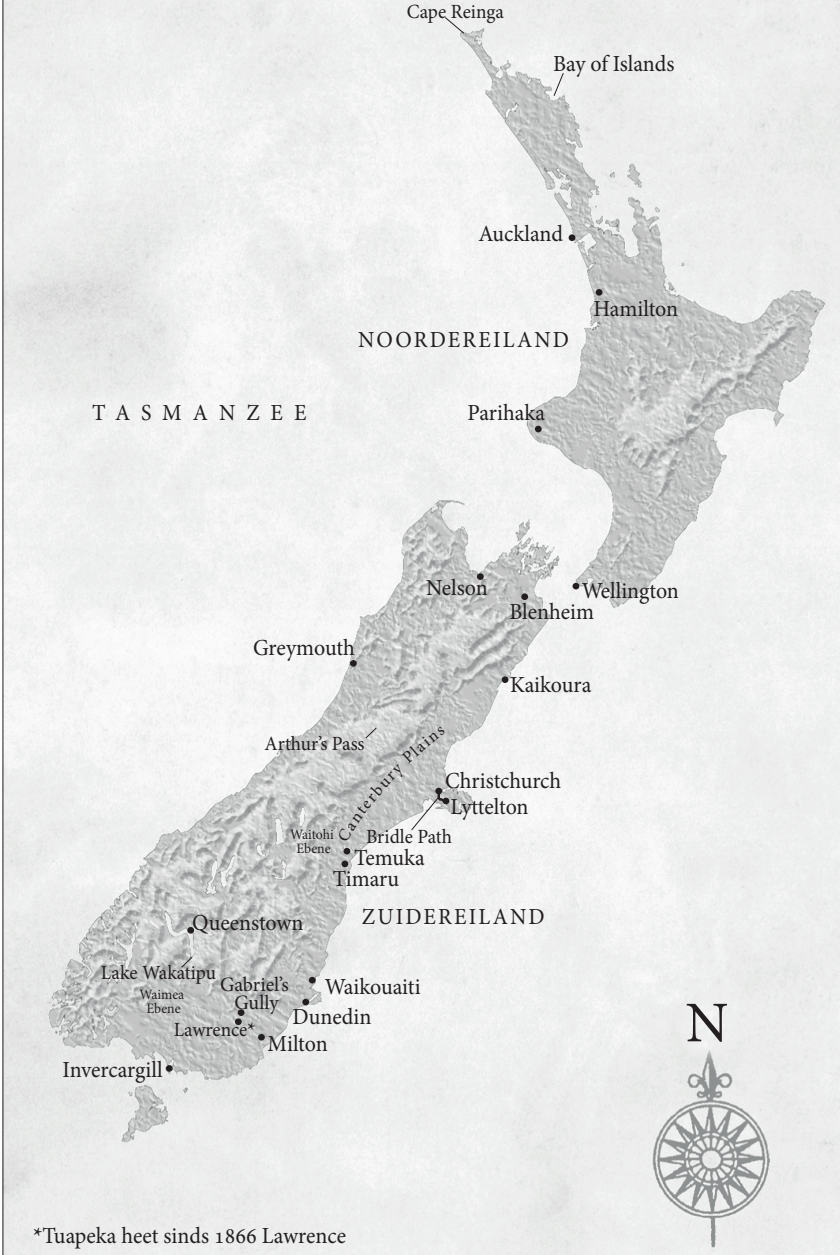 Cape Reinga
Bay of Islands
Auckland
Hamilton
NOORDEREILAND
TASMANZEE
Parihaka
Nelson
Wellington
Blenheim
Greymouth
Kaikoura
Arthur's Pass
Canterbury Plains
Christchurch
Lyttelton
Bridle Path
Waitohi
Ebene
Temuka
Timaru
ZUIDEREILAND
Queenstown
Lake Wakatipu
Waimea
Ebene
Gabriel's
Gully
Waikouaiti
Dunedin
Lawrence*
Milton
Invercargill
N
*Tuapeka heet sinds 1866 Lawrence